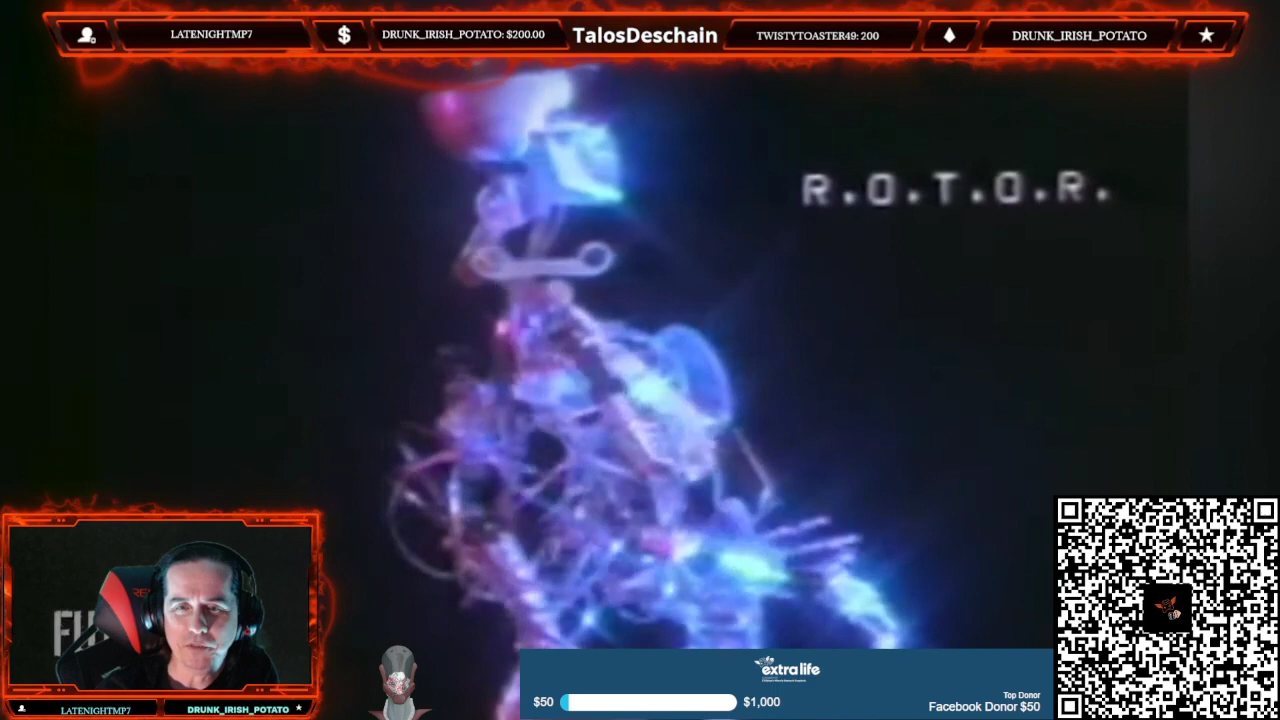 LATENIGHTMP7
$
DRUNK_IRISH_POTATO: $200.00
TalosDeschain
TWISTYTOASTER49: 200
DRUNK_IRISH_POTATO
R.O.T.O.R.
LATENIGHTMP7
DRUNK_IRISH_POTATO
extra life
$50
$1,000
Top Donor
Facebook Donor $50